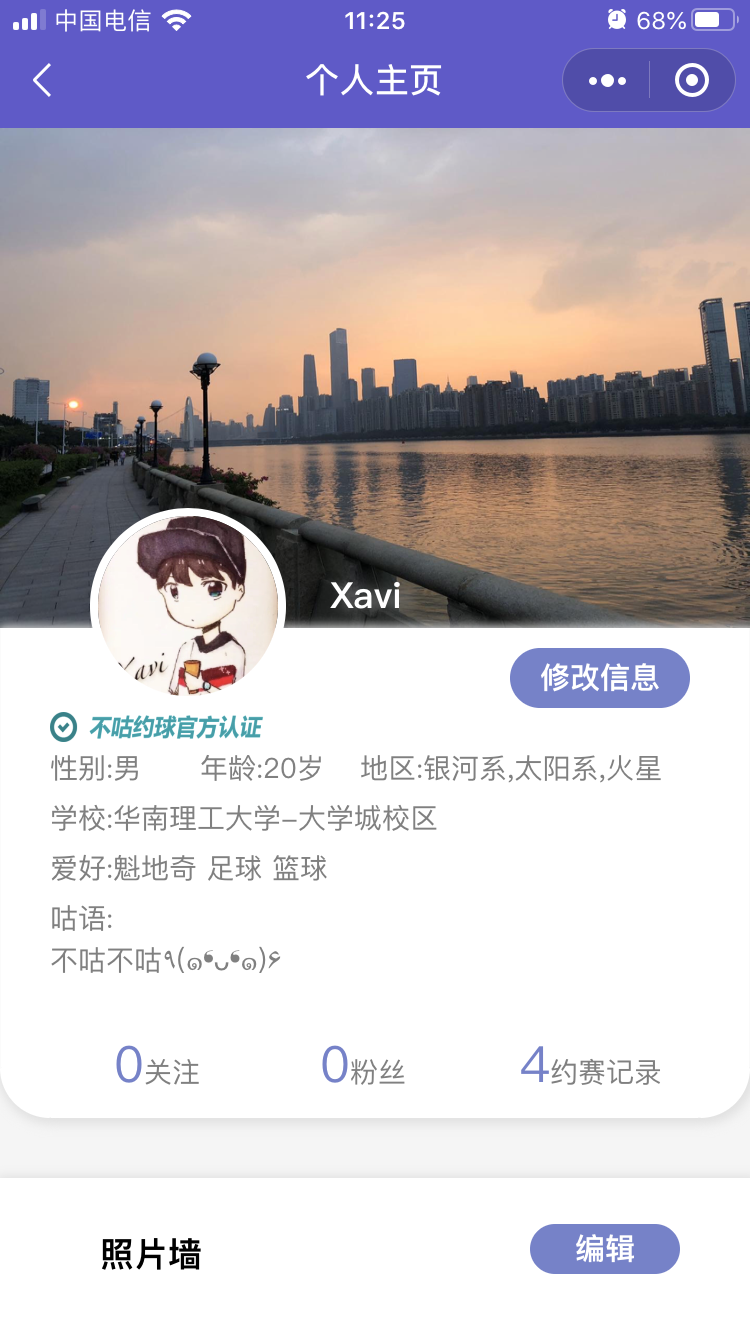 中国电信 11:25 68%
个人主页
Xavi
Xavi
修改信息
不咕约球官方认证
性别:男 年龄:20岁 地区:银河系,太阳系,火星
学校:华南理工大学-大学城校区
爱好:魁地奇 足球 篮球
咕语:
不咕不咕٩(๑❛ᴗ❛๑)۶
0关注 0粉丝 4约赛记录
照片墙 编辑